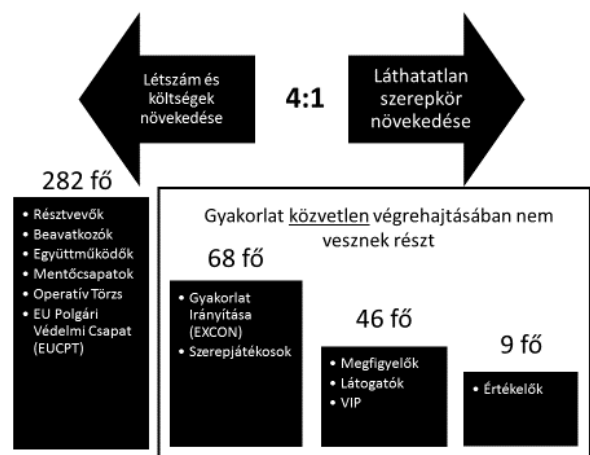 Létszám és
költségek
növekedése
4:1
Láthatatlan
szerepkör
növekedése
282 fő
• Résztvevők
• Beavatkozók
• Együttműködők
• Mentőcsapatok
• Operatív Törzs
• EU Polgári
Védelmi Csapat
(EUCPT)
Gyakorlat közvetlen végrehajtásában nem
vesznek részt
68 fő
• Gyakorlat
Irányítása
(EXCON)
• Szerepjátékosok
46 fő
• Megfigyelők
• Látogatók
• VIP
9 fő
• Értékelők